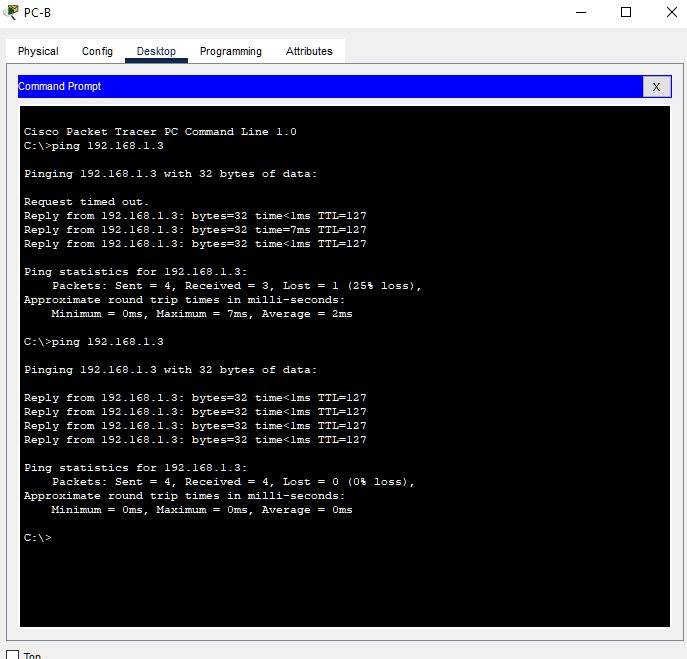 PC-B
Physical Config Desktop Programming Attributes
Command Prompt
X
Cisco Packet Tracer PC Command Line 1.0
C:\>ping 192.168.1.3
Pinging 192.168.1.3 with 32 bytes of data:
Request timed out.
Reply from 192.168.1.3: bytes=32 time<1ms TTL=127
Reply from 192.168.1.3: bytes=32 time=7ms TTL=127
Reply from 192.168.1.3: bytes=32 time<1ms TTL=127
Ping statistics for 192.168.1.3:
Packets: Sent = 4, Received = 3, Lost = 1 (25% loss),
Approximate round trip times in milli-seconds:
Minimum = 0ms, Maximum = 7ms, Average = 2ms
C:\>ping 192.168.1.3
Pinging 192.168.1.3 with 32 bytes of data:
Reply from 192.168.1.3: bytes=32 time<1ms TTL=127
Reply from 192.168.1.3: bytes=32 time<1ms TTL=127
Reply from 192.168.1.3: bytes=32 time<1ms TTL=127
Reply from 192.168.1.3: bytes=32 time<1ms TTL=127
Ping statistics for 192.168.1.3:
Packets: Sent = 4, Received = 4, Lost = 0 (0% loss),
Approximate round trip times in milli-seconds:
Minimum = 0ms, Maximum = 0ms, Average = 0ms
C:\>
Top